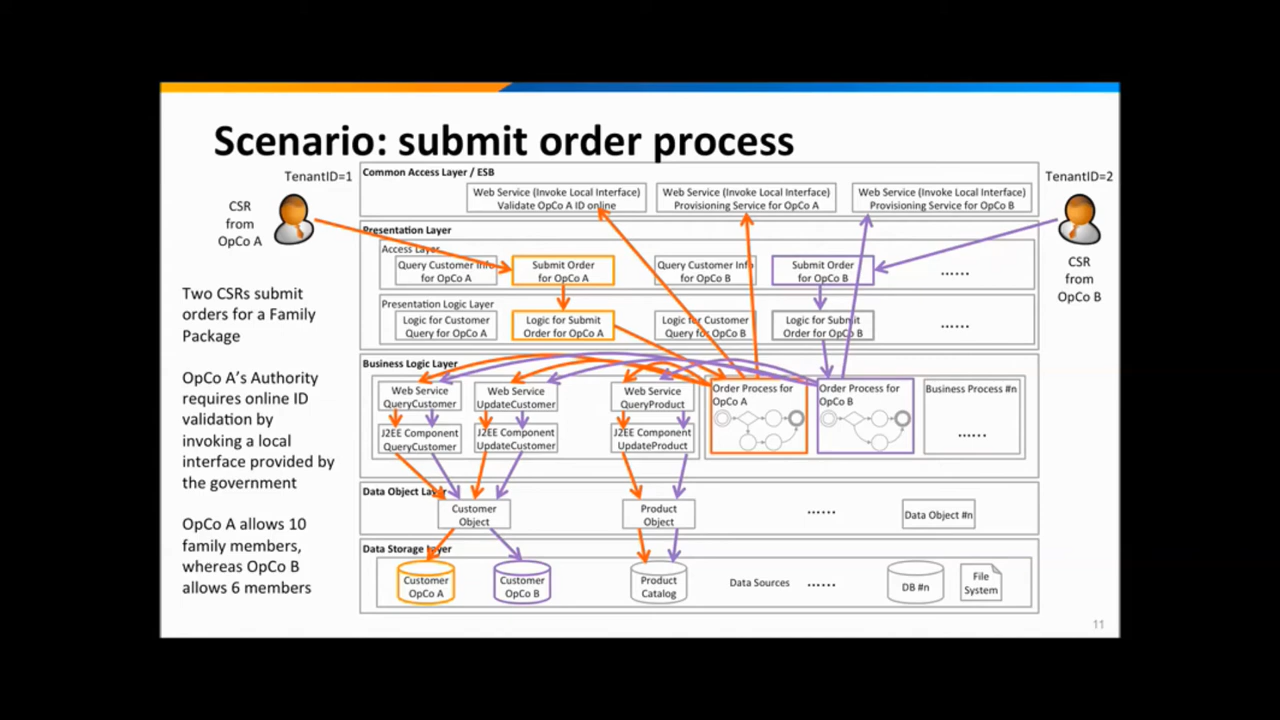 Scenario: submit order process
TenantID=1
CSR
from
OpCo A
Two CSRs submit
orders for a Family
Package
OpCo A's Authority
requires online ID
validation by
invoking a local
interface provided by
the government
OpCo A allows 10
family members,
whereas OpCo B
allows 6 members
Common Access Layer / ESB
Web Service (Invoke Local Interface)
Validate OpCo A ID online
Web Service (Invoke Local Interface)
Provisioning Service for OpCo A
Web Service (Invoke Local Interface)
Provisioning Service for OpCo B
TenantID=2
CSR
from
OpCo B
Presentation Layer
Access Layer
Query Customer Info
for OpCo A
Submit Order
for OpCo A
Query Customer Info
for OpCo B
Submit Order
for OpCo B
......
Presentation Logic Layer
Logic for Customer
Query for OpCo A
Logic for Submit
Order for OpCo A
Logic for Customer
Query for OpCo B
Logic for Submit
Order for OpCo B
......
Business Logic Layer
Web Service
QueryCustomer
Web Service
UpdateCustomer
Web Service
QueryProduct
J2EE Component
QueryCustomer
J2EE Component
UpdateCustomer
J2EE Component
UpdateProduct
Order Process for
OpCo A
Order Process for
OpCo B
Business Process #n
......
Data Object Layer
Customer
Object
Product
Object
......
Data Object #n
Data Storage Layer
Customer
OpCo A
Customer
OpCo B
Product
Catalog
Data Sources
......
DB #n
File
System
11